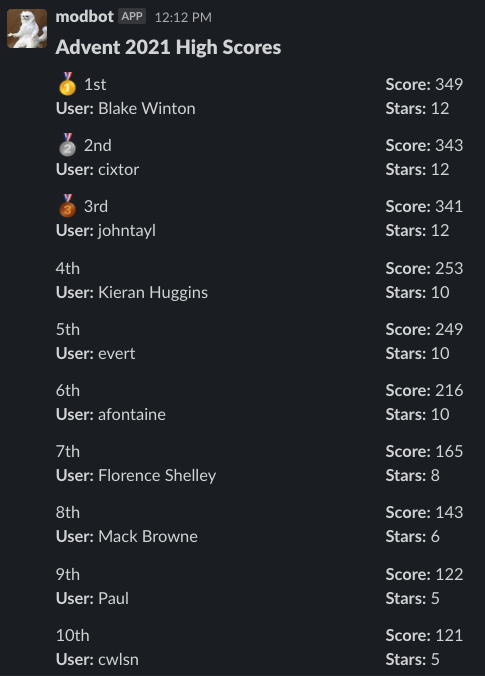 modbot APP 12:12 PM
Advent 2021 High Scores
1st Score: 349
User: Blake Winton Stars: 12
2nd Score: 343
User: cixtor Stars: 12
3rd Score: 341
User: johntayl Stars: 12
4th Score: 253
User: Kieran Huggins Stars: 10
5th Score: 249
User: evert Stars: 10
6th Score: 216
User: afontaine Stars: 10
7th Score: 165
User: Florence Shelley Stars: 8
8th Score: 143
User: Mack Browne Stars: 6
9th Score: 122
User: Paul Stars: 5
10th Score: 121
User: cwlsn Stars: 5